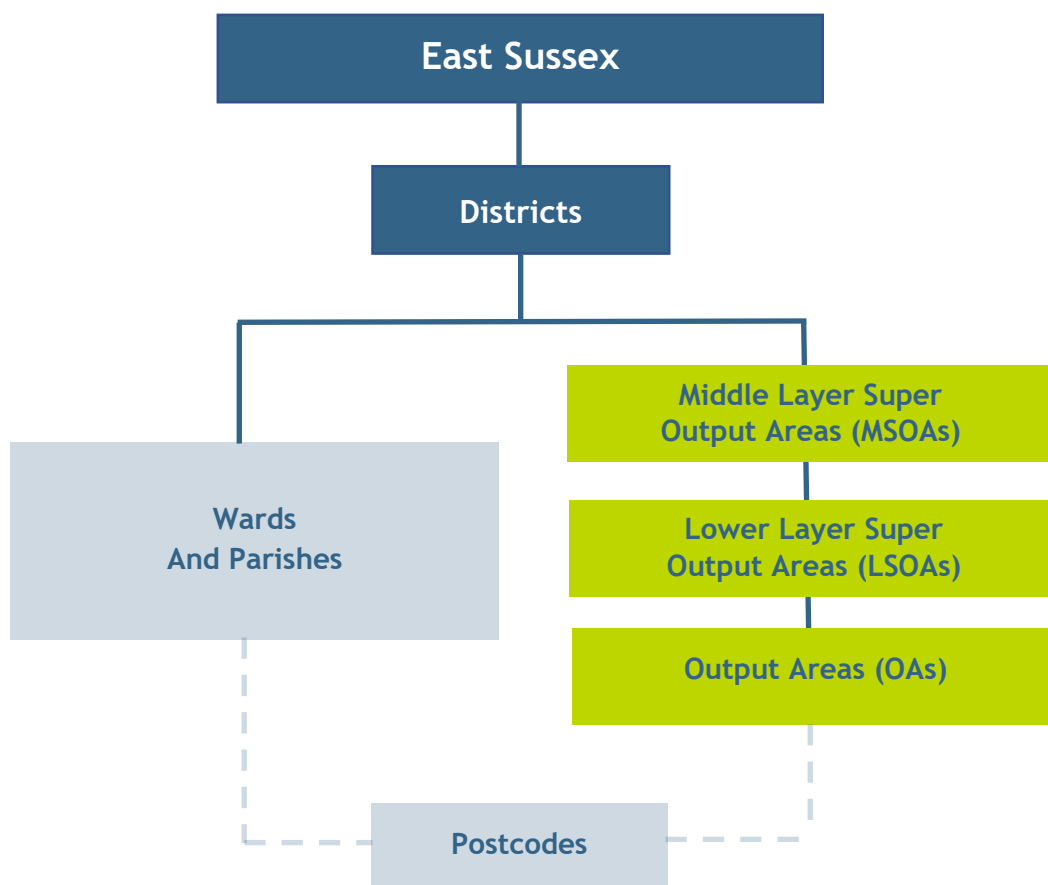 East Sussex
Districts
Wards
And Parishes
Middle Layer Super
Output Areas (MSOAs)
Lower Layer Super
Output Areas (LSOAs)
Output Areas (OAs)
Postcodes